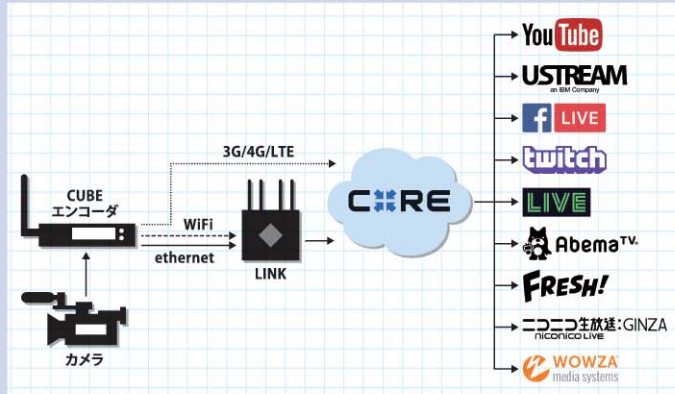 3G/4G/LTE
CUBE
エンコーダ
WiFi
ethernet
LINK
カメラ
CORE
YouTube
USTREAM
an IBM Company
f LIVE
twitch
LIVE
AbemaTV.
FRESH!
ニコニコ生放送:GINZA
niconico Live
WOWZA
media systems